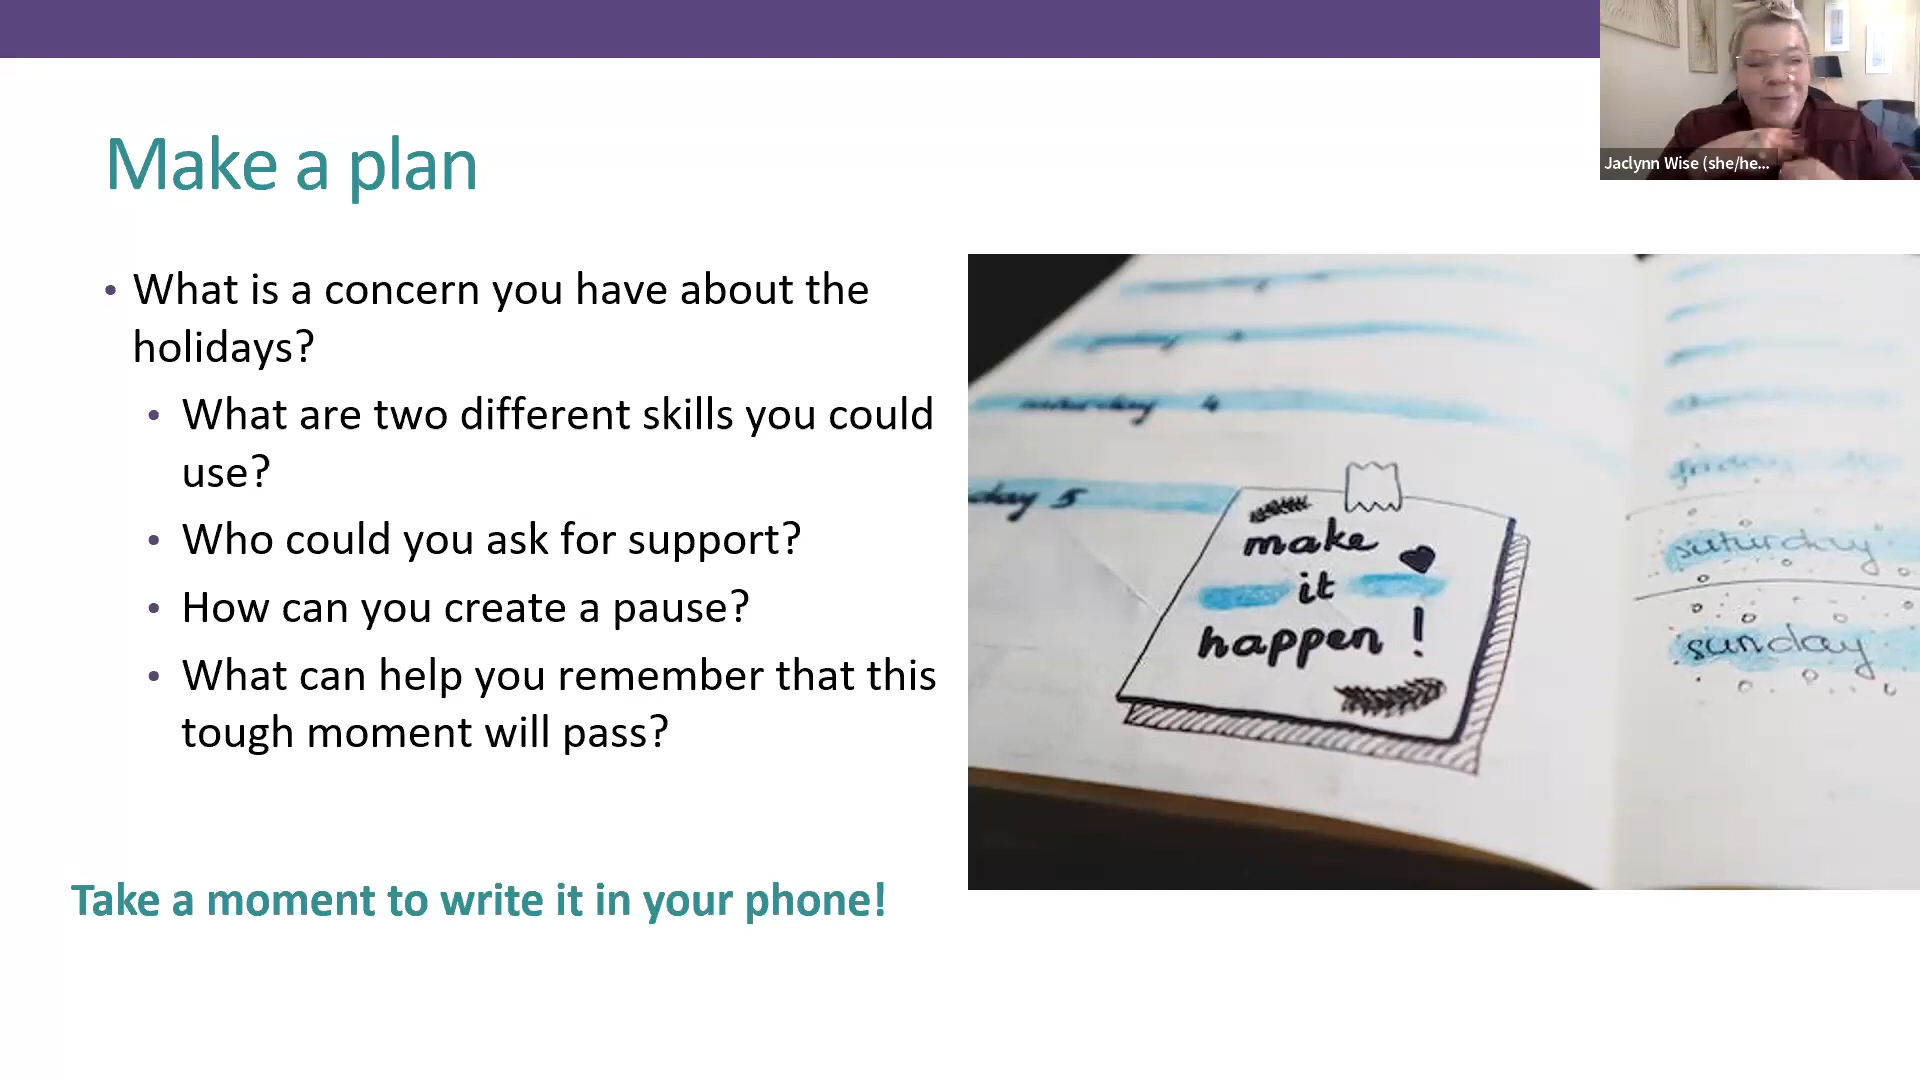 Make a plan
• What is a concern you have about the
holidays?
• What are two different skills you could
use?
• Who could you ask for support?
• How can you create a pause?
• What can help you remember that this
tough moment will pass?
Take a moment to write it in your phone!
Jaclynn Wise (she/he...
saturday 4
day 5
make
it
happen!
friday
saturday
sunday